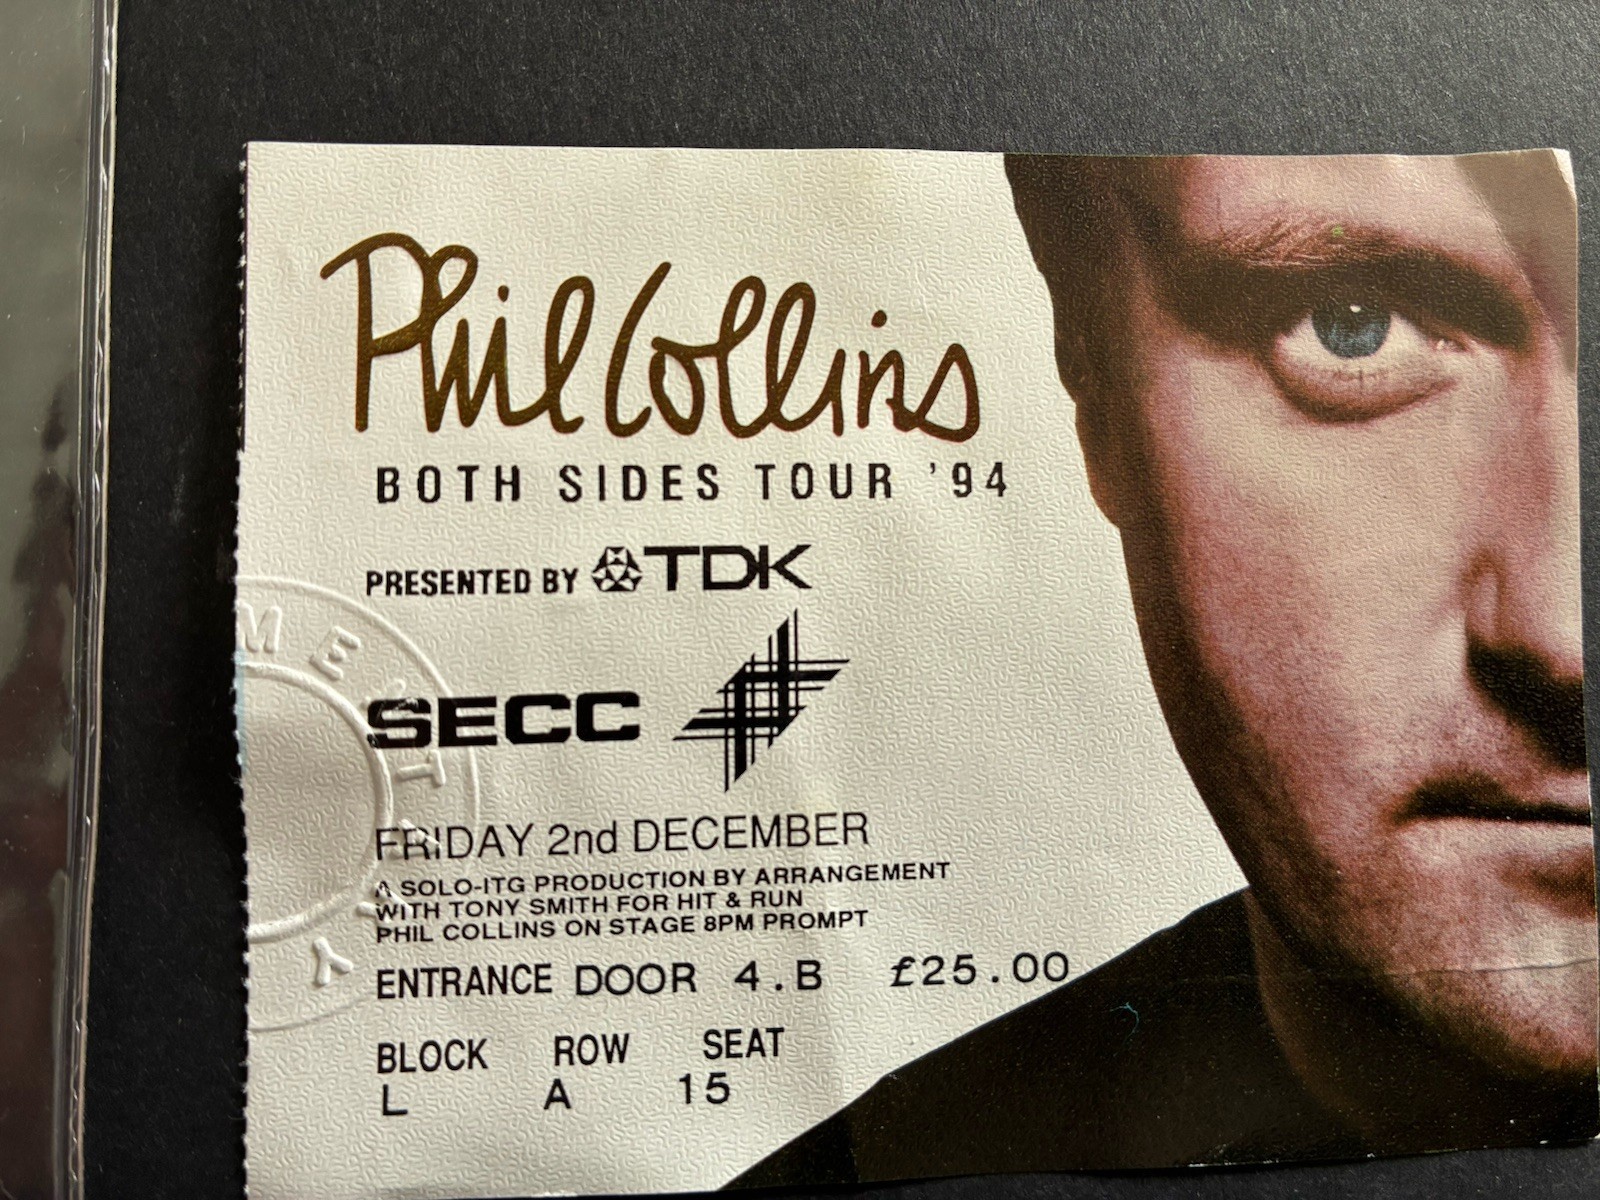 Phil Collins
BOTH SIDES TOUR '94
PRESENTED BY TDK
SECC
FRIDAY 2nd DECEMBER
A SOLO-ITG PRODUCTION BY ARRANGEMENT
WITH TONY SMITH FOR HIT & RUN
PHIL COLLINS ON STAGE 8PM PROMPT
ENTRANCE DOOR 4.B £25.00
BLOCK ROW SEAT
L A 15